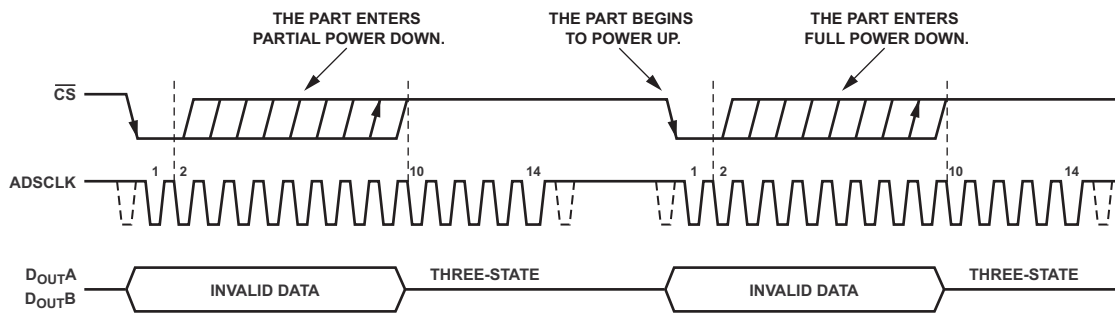 THE PART ENTERS
PARTIAL POWER DOWN.
THE PART BEGINS
TO POWER UP.
THE PART ENTERS
FULL POWER DOWN.
CS
1 2 10 14 1 2 10 14
ADSCLK
DOUTA
DOUTB
INVALID DATA
THREE-STATE
INVALID DATA
THREE-STATE